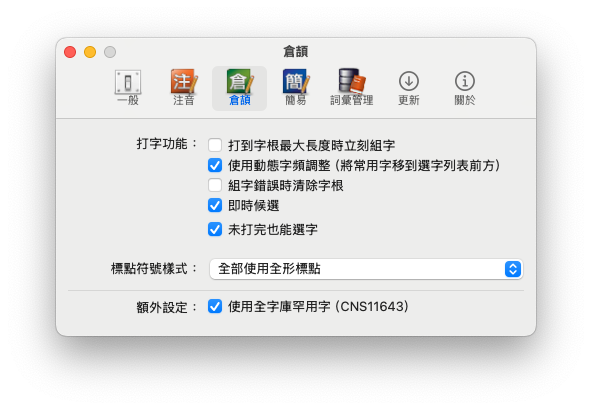 倉頡
一般
注
注音
倉
倉頡
簡
簡易
詞彙管理
更新
關於
打字功能：
打到字根最大長度時立刻組字
使用動態字頻調整 (將常用字移到選字列表前方)
組字錯誤時清除字根
即時候選
未打完也能選字
標點符號樣式：
全部使用全形標點
額外設定：
使用全字庫罕用字 (CNS11643)